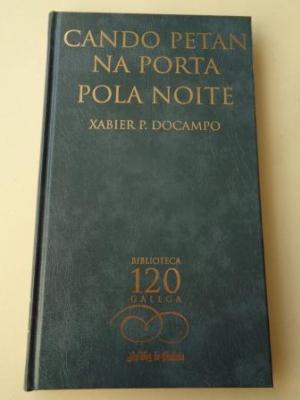 CANDO PETAN
NA PORTA
POLA NOITE
XABIER P. DOCAMPO
BIBLIOTECA
120
GALEGA
La Voz de Galicia